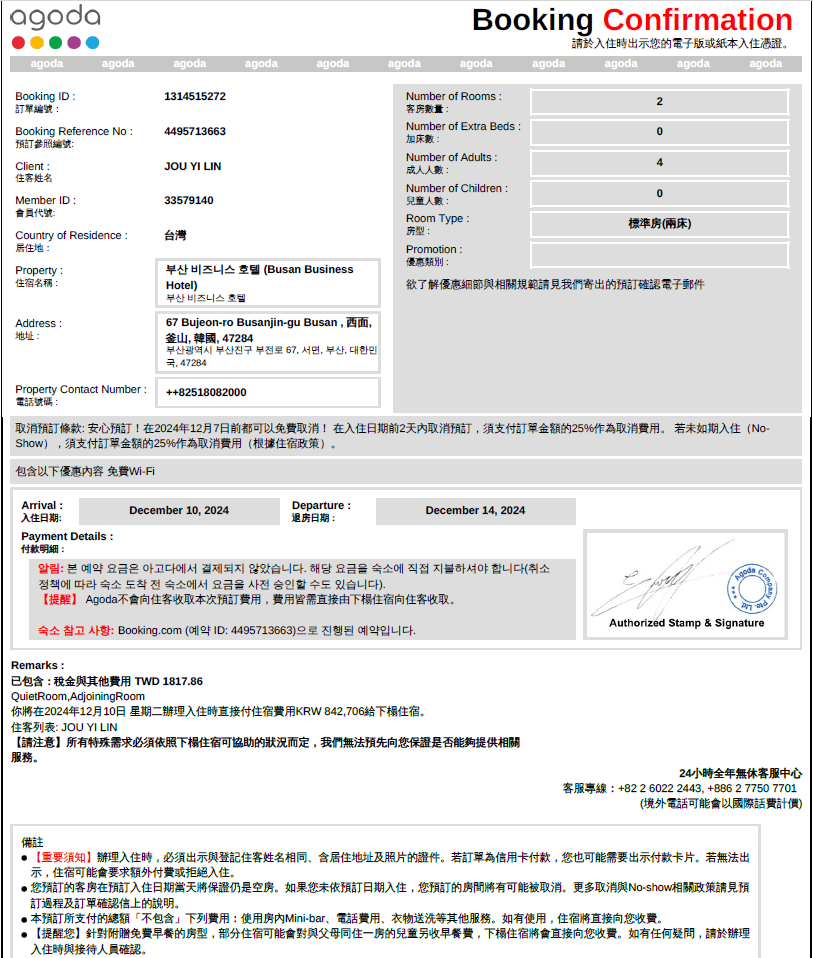 agoda
Booking Confirmation
請於入住時出示您的電子版或紙本入住憑證。
agoda agoda agoda agoda agoda agoda agoda agoda agoda agoda agoda
Booking ID : 1314515272
訂單編號：
Booking Reference No : 4495713663
預訂參照編號:
Client : JOU YI LIN
住客姓名
Member ID : 33579140
會員代號:
Country of Residence : 台灣
居住地：
Property : 부산 비즈니스 호텔 (Busan Business
住宿名稱： Hotel)
부산 비즈니스 호텔
Address : 67 Bujeon-ro Busanjin-gu Busan , 西面,
地址： 釜山, 韓國, 47284
부산광역시 부산진구 부전로 67, 서면, 부산, 대한민
국, 47284
Property Contact Number : ++82518082000
電話號碼：
Number of Rooms : 2
客房數量：
Number of Extra Beds : 0
加床數：
Number of Adults : 4
成人人數：
Number of Children : 0
兒童人數：
Room Type : 標準房(兩床)
房型：
Promotion :
優惠類別：
欲了解優惠細節與相關規範請見我們寄出的預訂確認電子郵件
取消預訂條款: 安心預訂！在2024年12月7日前都可以免費取消！ 在入住日期前2天內取消預訂，須支付訂單金額的25%作為取消費用。 若未如期入住（No-
Show），須支付訂單金額的25%作為取消費用（根據住宿政策）。
包含以下優惠內容 免費Wi-Fi
Arrival : December 10, 2024 Departure : December 14, 2024
入住日期: 退房日期：
Payment Details :
付款明細：
알림: 본 예약 요금은 아고다에서 결제되지 않았습니다. 해당 요금을 숙소에 직접 지불하셔야 합니다(취소
정책에 따라 숙소 도착 전 숙소에서 요금을 사전 승인할 수도 있습니다).
【提醒】 Agoda不會向住客收取本次預訂費用，費用皆需直接由下榻住宿向住客收取。
숙소 참고 사항: Booking.com (예약 ID: 4495713663)으로 진행된 예약입니다.
Agoda Company Pte. Ltd.
Authorized Stamp & Signature
Remarks :
已包含 : 稅金與其他費用 TWD 1817.86
QuietRoom,AdjoiningRoom
你將在2024年12月10日 星期二辦理入住時直接付住宿費用KRW 842,706給下榻住宿。
住客列表: JOU YI LIN
【請注意】所有特殊需求必須依照下榻住宿可協助的狀況而定，我們無法預先向您保證是否能夠提供相關
服務。
24小時全年無休客服中心
客服專線：+82 2 6022 2443, +886 2 7750 7701
(境外電話可能會以國際話費計價)
備註
● 【重要須知】辦理入住時，必須出示與登記住客姓名相同、含居住地址及照片的證件。若訂單為信用卡付款，您也可能需要出示付款卡片。若無法出
示，住宿可能會要求額外付費或拒絕入住。
● 您預訂的客房在預訂入住日期當天將保證仍是空房。如果您未依預訂日期入住，您預訂的房間將有可能被取消。更多取消與No-show相關政策請見預
訂過程及訂單確認信上的說明。
● 本預訂所支付的總額「不包含」下列費用：使用房內Mini-bar、電話費用、衣物送洗等其他服務。如有使用，住宿將直接向您收費。
● 【提醒您】針對附贈免費早餐的房型，部分住宿可能會對與父母同住一房的兒童另收早餐費，下榻住宿將會直接向您收費。如有任何疑問，請於辦理
入住時與接待人員確認。